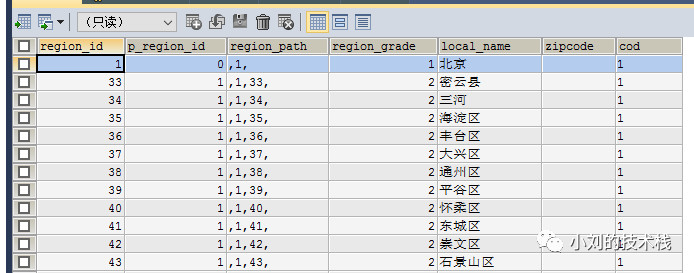 （只读）
region_id p_region_id region_path region_grade local_name zipcode cod
1 0 ,1, 1 北京 1
33 1 ,1,33, 2 密云县 1
34 1 ,1,34, 2 三河 1
35 1 ,1,35, 2 海淀区 1
36 1 ,1,36, 2 丰台区 1
37 1 ,1,37, 2 大兴区 1
38 1 ,1,38, 2 通州区 1
39 1 ,1,39, 2 平谷区 1
40 1 ,1,40, 2 怀柔区 1
41 1 ,1,41, 2 东城区 1
42 1 ,1,42, 2 崇文区 1
43 1 ,1,43, 2 石景山区 1
小刘的技术栈